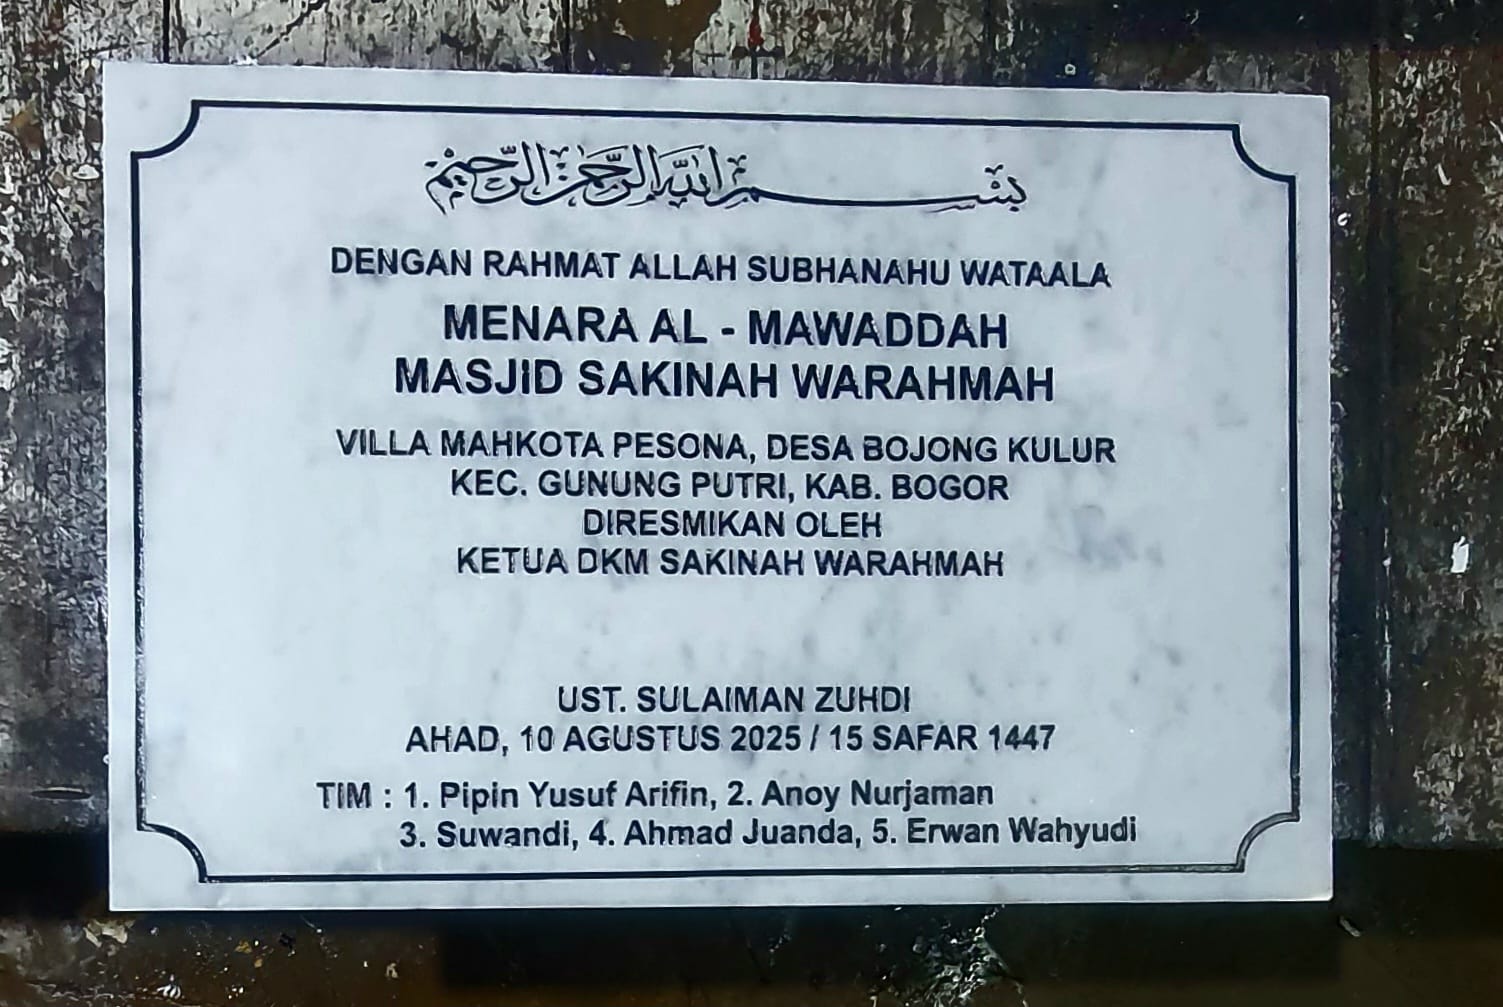 بسم الله الرحمن الرحيم
DENGAN RAHMAT ALLAH SUBHANAHU WATAALA
MENARA AL - MAWADDAH
MASJID SAKINAH WARAHMAH
VILLA MAHKOTA PESONA, DESA BOJONG KULUR
KEC. GUNUNG PUTRI, KAB. BOGOR
DIRESMIKAN OLEH
KETUA DKM SAKINAH WARAHMAH
UST. SULAIMAN ZUHDI
AHAD, 10 AGUSTUS 2025 / 15 SAFAR 1447
TIM : 1. Pipin Yusuf Arifin, 2. Anoy Nurjaman
3. Suwandi, 4. Ahmad Juanda, 5. Erwan Wahyudi